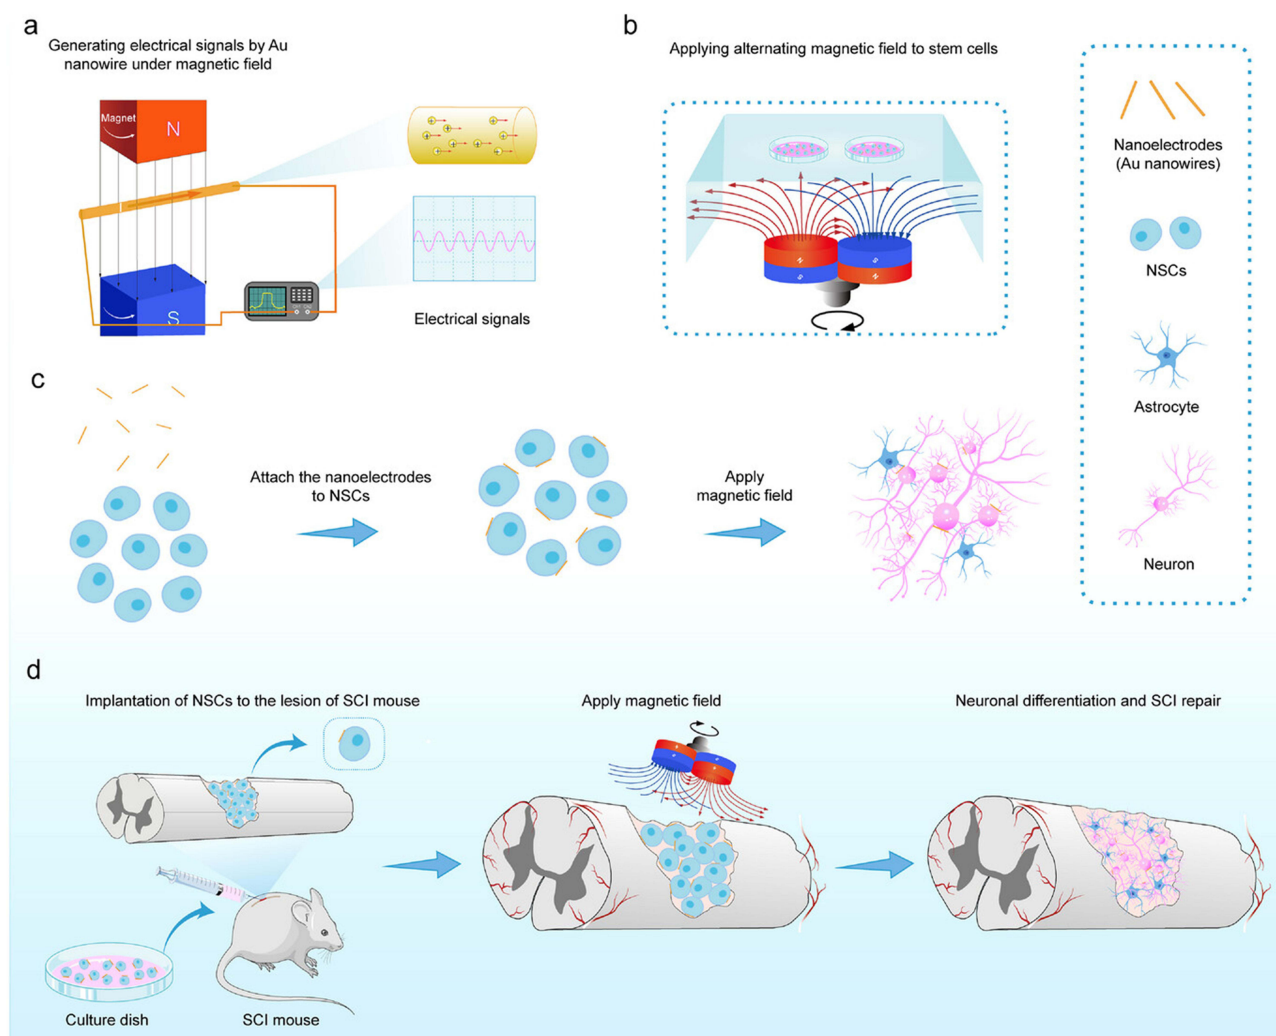 a
Generating electrical signals by Au
nanowire under magnetic field
Magnet
N
I
S
Electrical signals
b
Applying alternating magnetic field to stem cells
N
S
S
N
Nanoelectrodes
(Au nanowires)
NSCs
Astrocyte
Neuron
c
Attach the nanoelectrodes
to NSCs
Apply
magnetic field
d
Implantation of NSCs to the lesion of SCI mouse
Culture dish
SCI mouse
Apply magnetic field
Neuronal differentiation and SCI repair